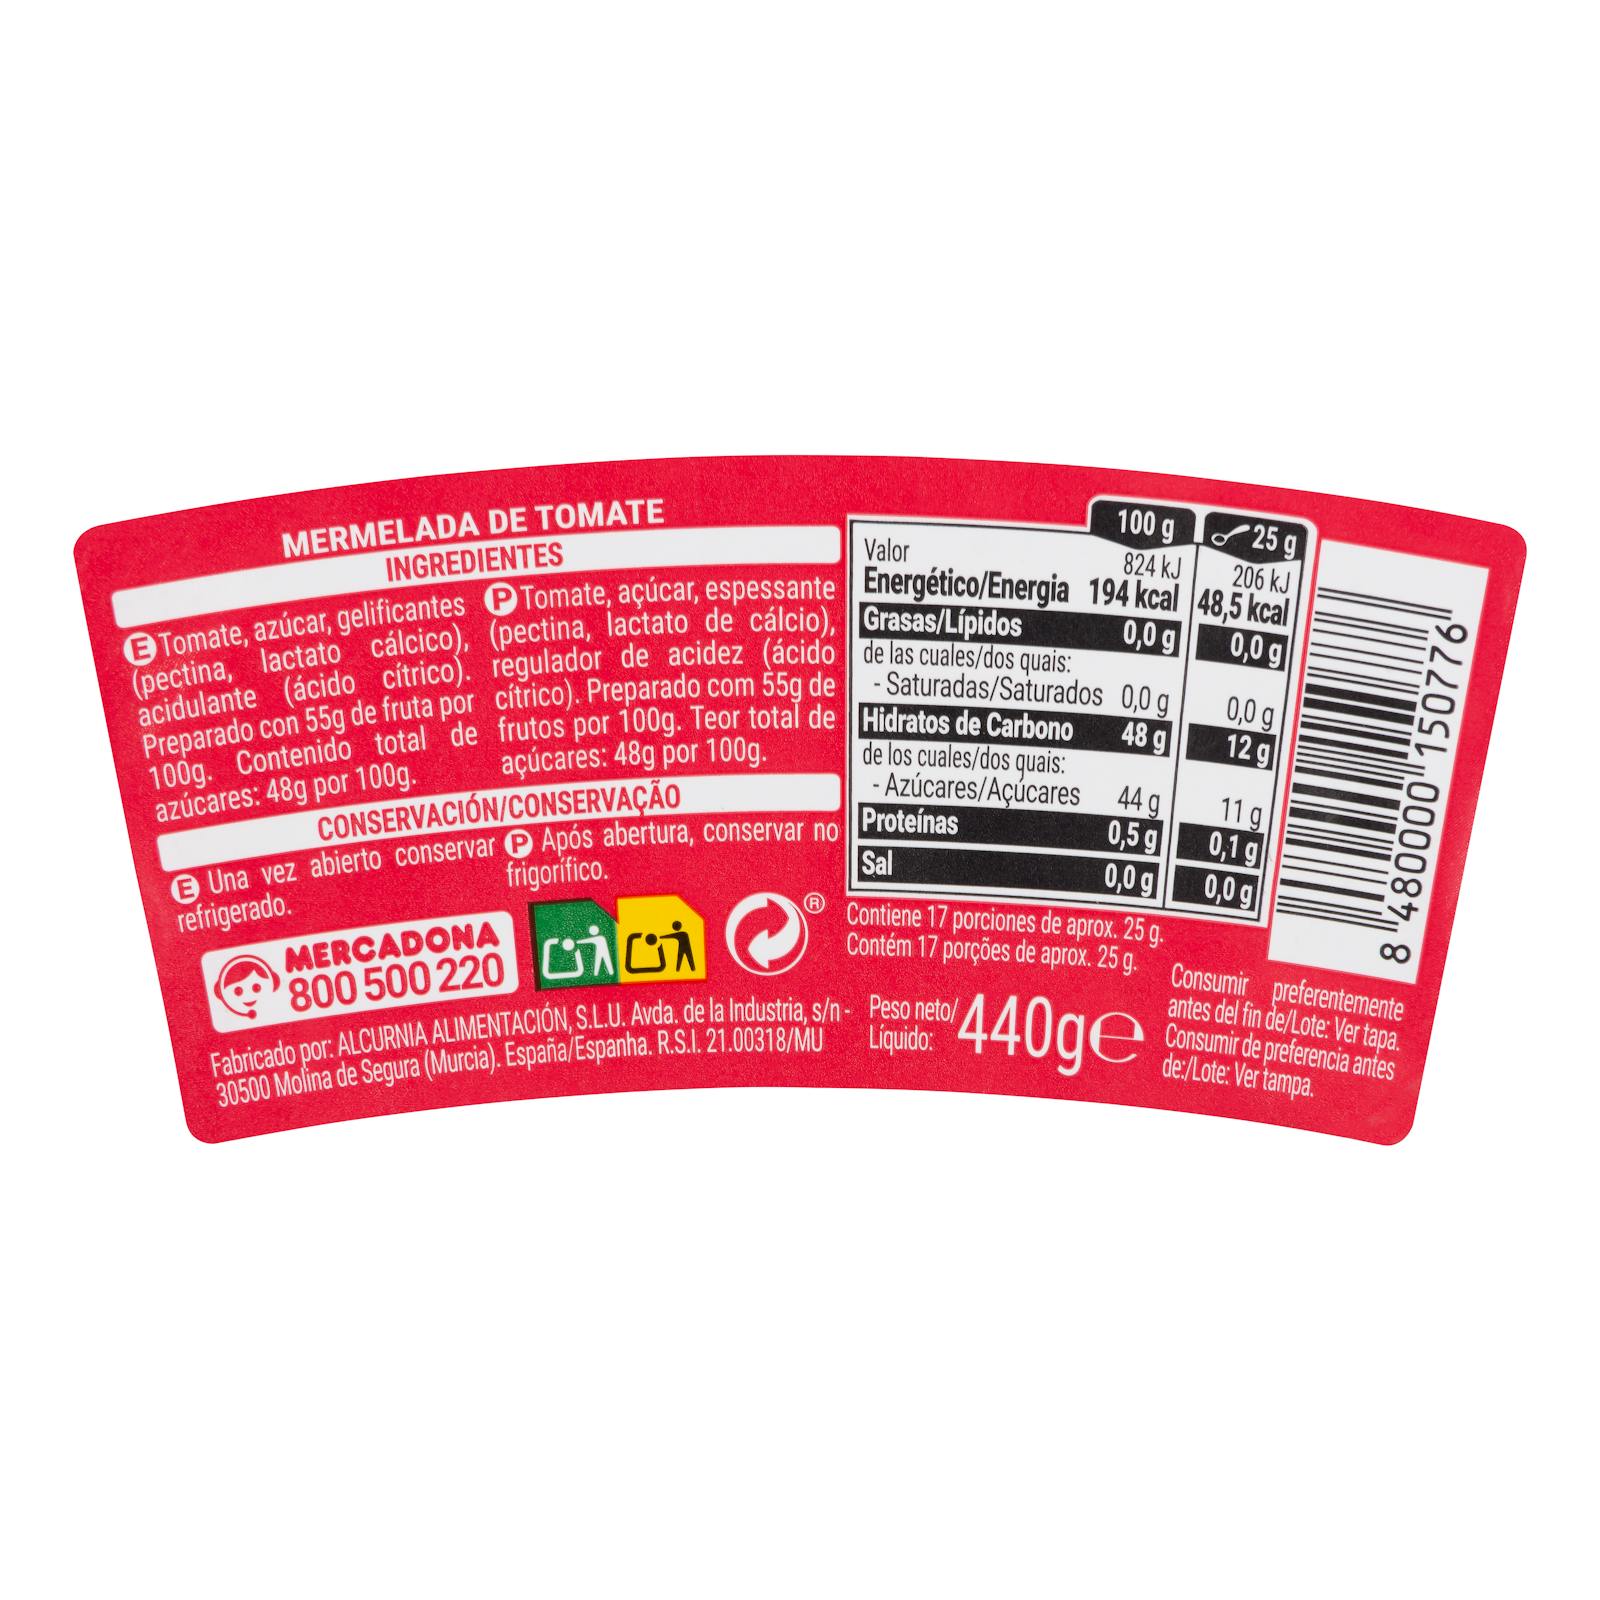 MERMELADA DE TOMATE
INGREDIENTES
E Tomate, azúcar, gelificantes
(pectina, lactato cálcico),
acidulante (ácido cítrico).
Preparado con 55g de fruta por
100g. Contenido total de
azúcares: 48g por 100g.
P Tomate, açúcar, espessante
(pectina, lactato de cálcio),
regulador de acidez (ácido
cítrico). Preparado com 55g de
frutos por 100g. Teor total de
açúcares: 48g por 100g.
CONSERVACIÓN/CONSERVAÇÃO
E Una vez abierto conservar
refrigerado.
P Após abertura, conservar no
frigorífico.
MERCADONA
800 500 220
®
Fabricado por: ALCURNIA ALIMENTACIÓN, S.L.U. Avda. de la Industria, s/n-
30500 Molina de Segura (Murcia). España/Espanha. R.S.I. 21.00318/MU
100 g 25 g
Valor 824 kJ 206 kJ
Energético/Energia 194 kcal 48,5 kcal
Grasas/Lípidos 0,0 g 0,0 g
de las cuales/dos quais:
- Saturadas/Saturados 0,0 g 0,0 g
Hidratos de Carbono 48 g 12 g
de los cuales/dos quais:
- Azúcares/Açúcares 44 g 11 g
Proteínas 0,5 g 0,1 g
Sal 0,0 g 0,0 g
Contiene 17 porciones de aprox. 25 g.
Contém 17 porções de aprox. 25 g.
Peso neto/
Líquido:
440g e
Consumir preferentemente
antes del fin de/Lote: Ver tapa.
Consumir de preferencia antes
de:/Lote: Ver tampa.
8 480000 150776